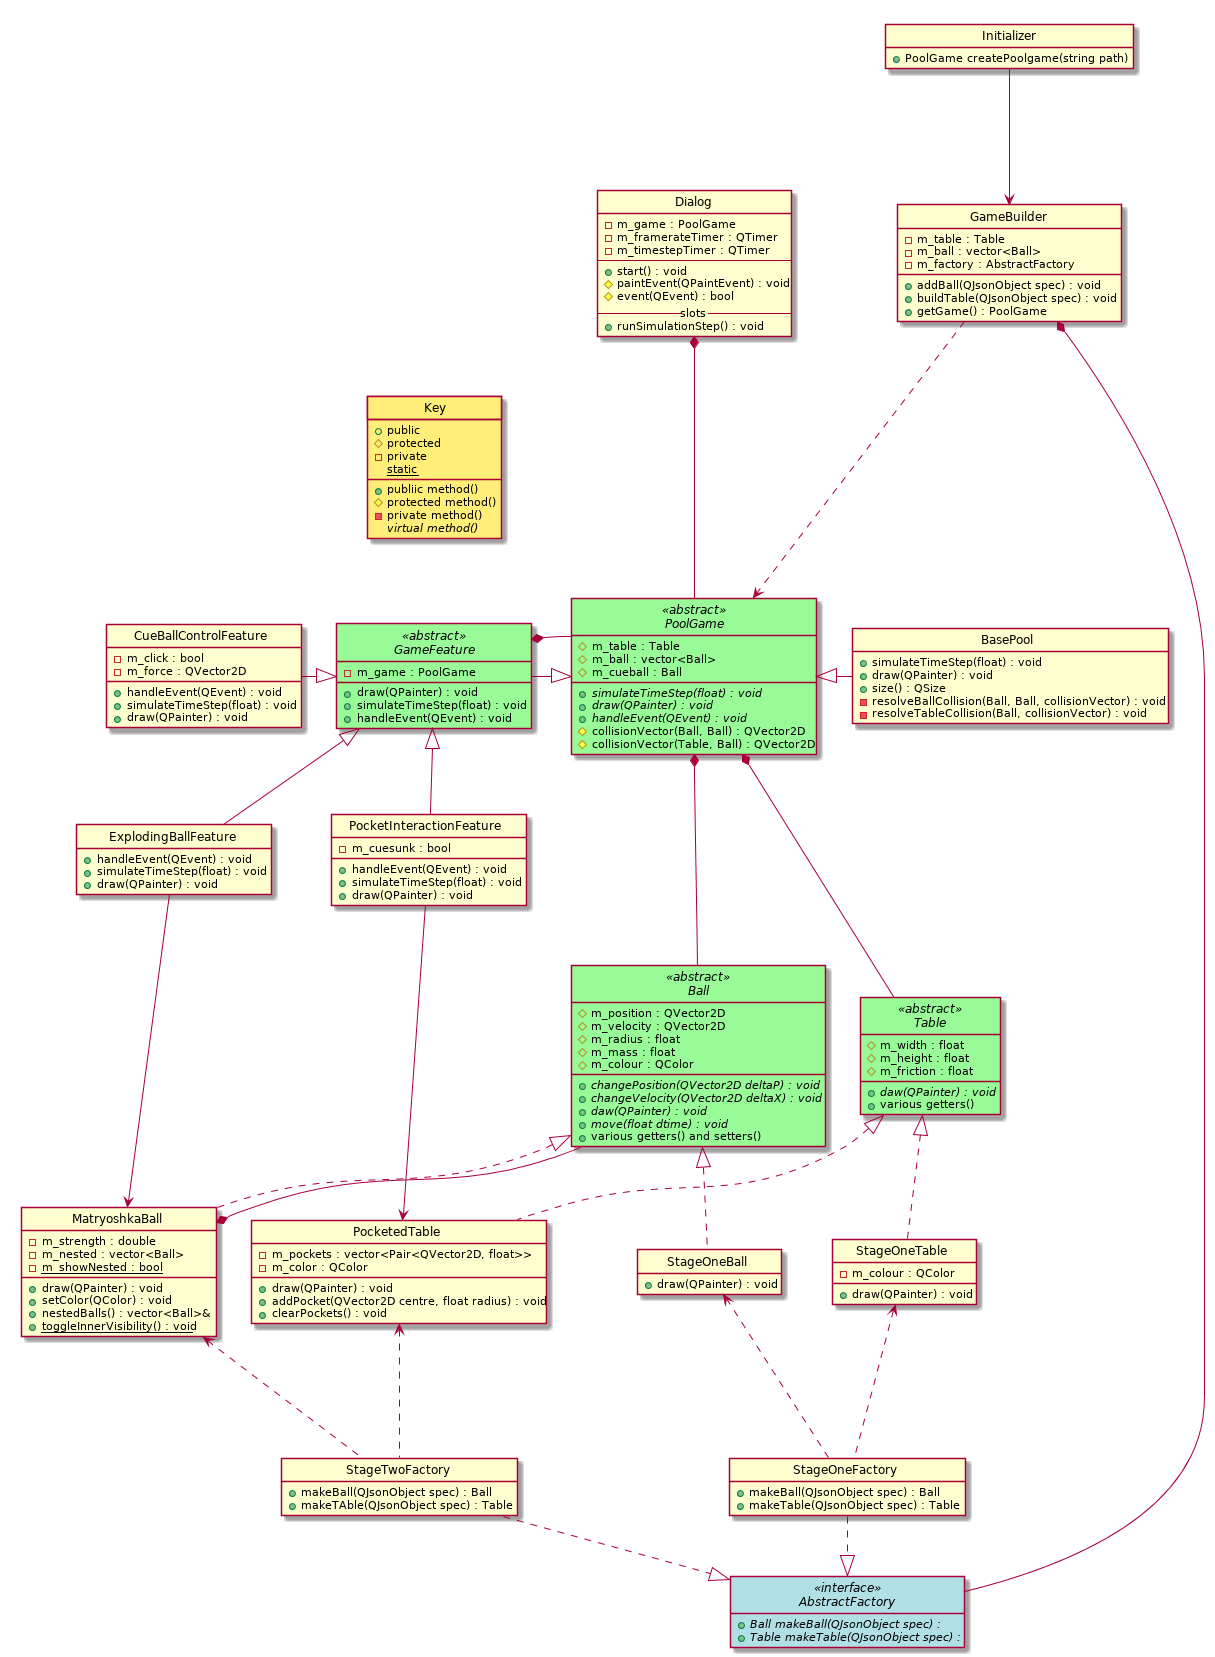 Initializer
PoolGame createPoolgame(string path)
Dialog
m_game : PoolGame
m_framerateTimer : QTimer
m_timestepTimer : QTimer
start() : void
paintEvent(QPaintEvent) : void
event(QEvent) : bool
slots
runSimulationStep() : void
GameBuilder
m_table : Table
m_ball : vector<Ball>
m_factory : AbstractFactory
addBall(QJsonObject spec) : void
buildTable(QJsonObject spec) : void
getGame() : PoolGame
Key
public
protected
private
static
publiic method()
protected method()
private method()
virtual method()
CueBallControlFeature
m_click : bool
m_force : QVector2D
handleEvent(QEvent) : void
simulateTimeStep(float) : void
draw(QPainter) : void
«abstract»
GameFeature
m_game : PoolGame
draw(QPainter) : void
simulateTimeStep(float) : void
handleEvent(QEvent) : void
«abstract»
PoolGame
m_table : Table
m_ball : vector<Ball>
m_cueball : Ball
simulateTimeStep(float) : void
draw(QPainter) : void
handleEvent(QEvent) : void
collisionVector(Ball, Ball) : QVector2D
collisionVector(Table, Ball) : QVector2D
BasePool
simulateTimeStep(float) : void
draw(QPainter) : void
size() : QSize
resolveBallCollision(Ball, Ball, collisionVector) : void
resolveTableCollision(Ball, collisionVector) : void
ExplodingBallFeature
handleEvent(QEvent) : void
simulateTimeStep(float) : void
draw(QPainter) : void
PocketInteractionFeature
m_cuesunk : bool
handleEvent(QEvent) : void
simulateTimeStep(float) : void
draw(QPainter) : void
«abstract»
Ball
m_position : QVector2D
m_velocity : QVector2D
m_radius : float
m_mass : float
m_colour : QColor
changePosition(QVector2D deltaP) : void
changeVelocity(QVector2D deltaX) : void
daw(QPainter) : void
move(float dtime) : void
various getters() and setters()
«abstract»
Table
m_width : float
m_height : float
m_friction : float
daw(QPainter) : void
various getters()
MatryoshkaBall
m_strength : double
m_nested : vector<Ball>
m_showNested : bool
draw(QPainter) : void
setColor(QColor) : void
nestedBalls() : vector<Ball>&
toggleInnerVisibility() : void
PocketedTable
m_pockets : vector<Pair<QVector2D, float>>
m_color : QColor
draw(QPainter) : void
addPocket(QVector2D centre, float radius) : void
clearPockets() : void
StageOneBall
draw(QPainter) : void
StageOneTable
m_colour : QColor
draw(QPainter) : void
StageTwoFactory
makeBall(QJsonObject spec) : Ball
makeTAble(QJsonObject spec) : Table
StageOneFactory
makeBall(QJsonObject spec) : Ball
makeTable(QJsonObject spec) : Table
«interface»
AbstractFactory
Ball makeBall(QJsonObject spec) :
Table makeTable(QJsonObject spec) :